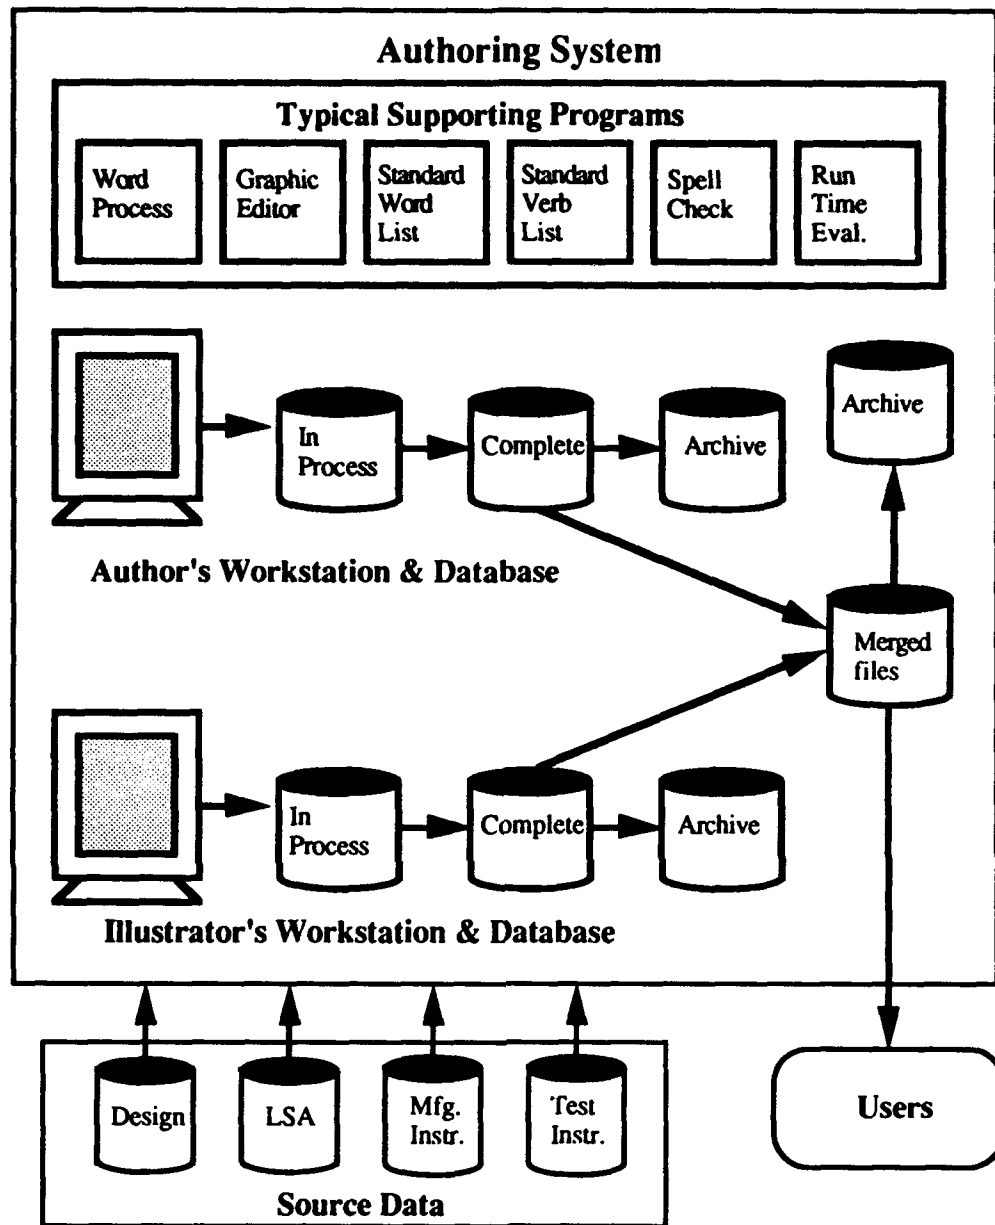 Authoring System
Typical Supporting Programs
Word
Process
Graphic
Editor
Standard
Word
List
Standard
Verb
List
Spell
Check
Run
Time
Eval.
In
Process
Complete
Archive
Archive
Author's Workstation & Database
Merged
files
In
Process
Complete
Archive
Illustrator's Workstation & Database
Design
LSA
Mfg.
Instr.
Test
Instr.
Source Data
Users